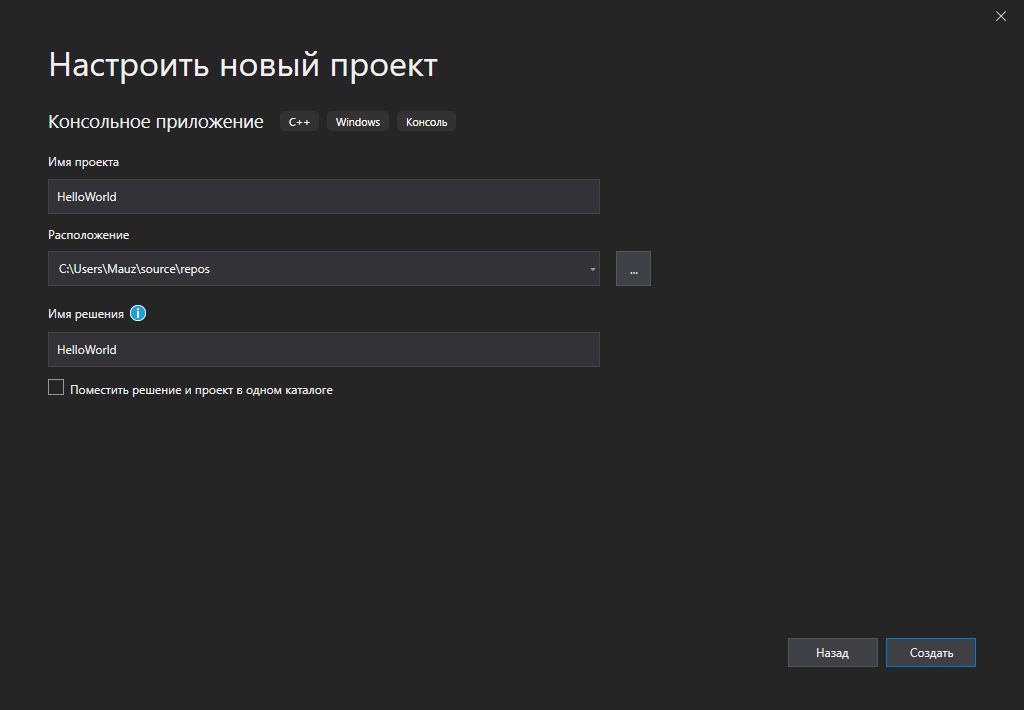 Настроить новый проект
Консольное приложение C++ Windows Консоль
Имя проекта
HelloWorld
Расположение
C:\Users\Mauz\source\repos
...
Имя решения
HelloWorld
Поместить решение и проект в одном каталоге
Назад Создать